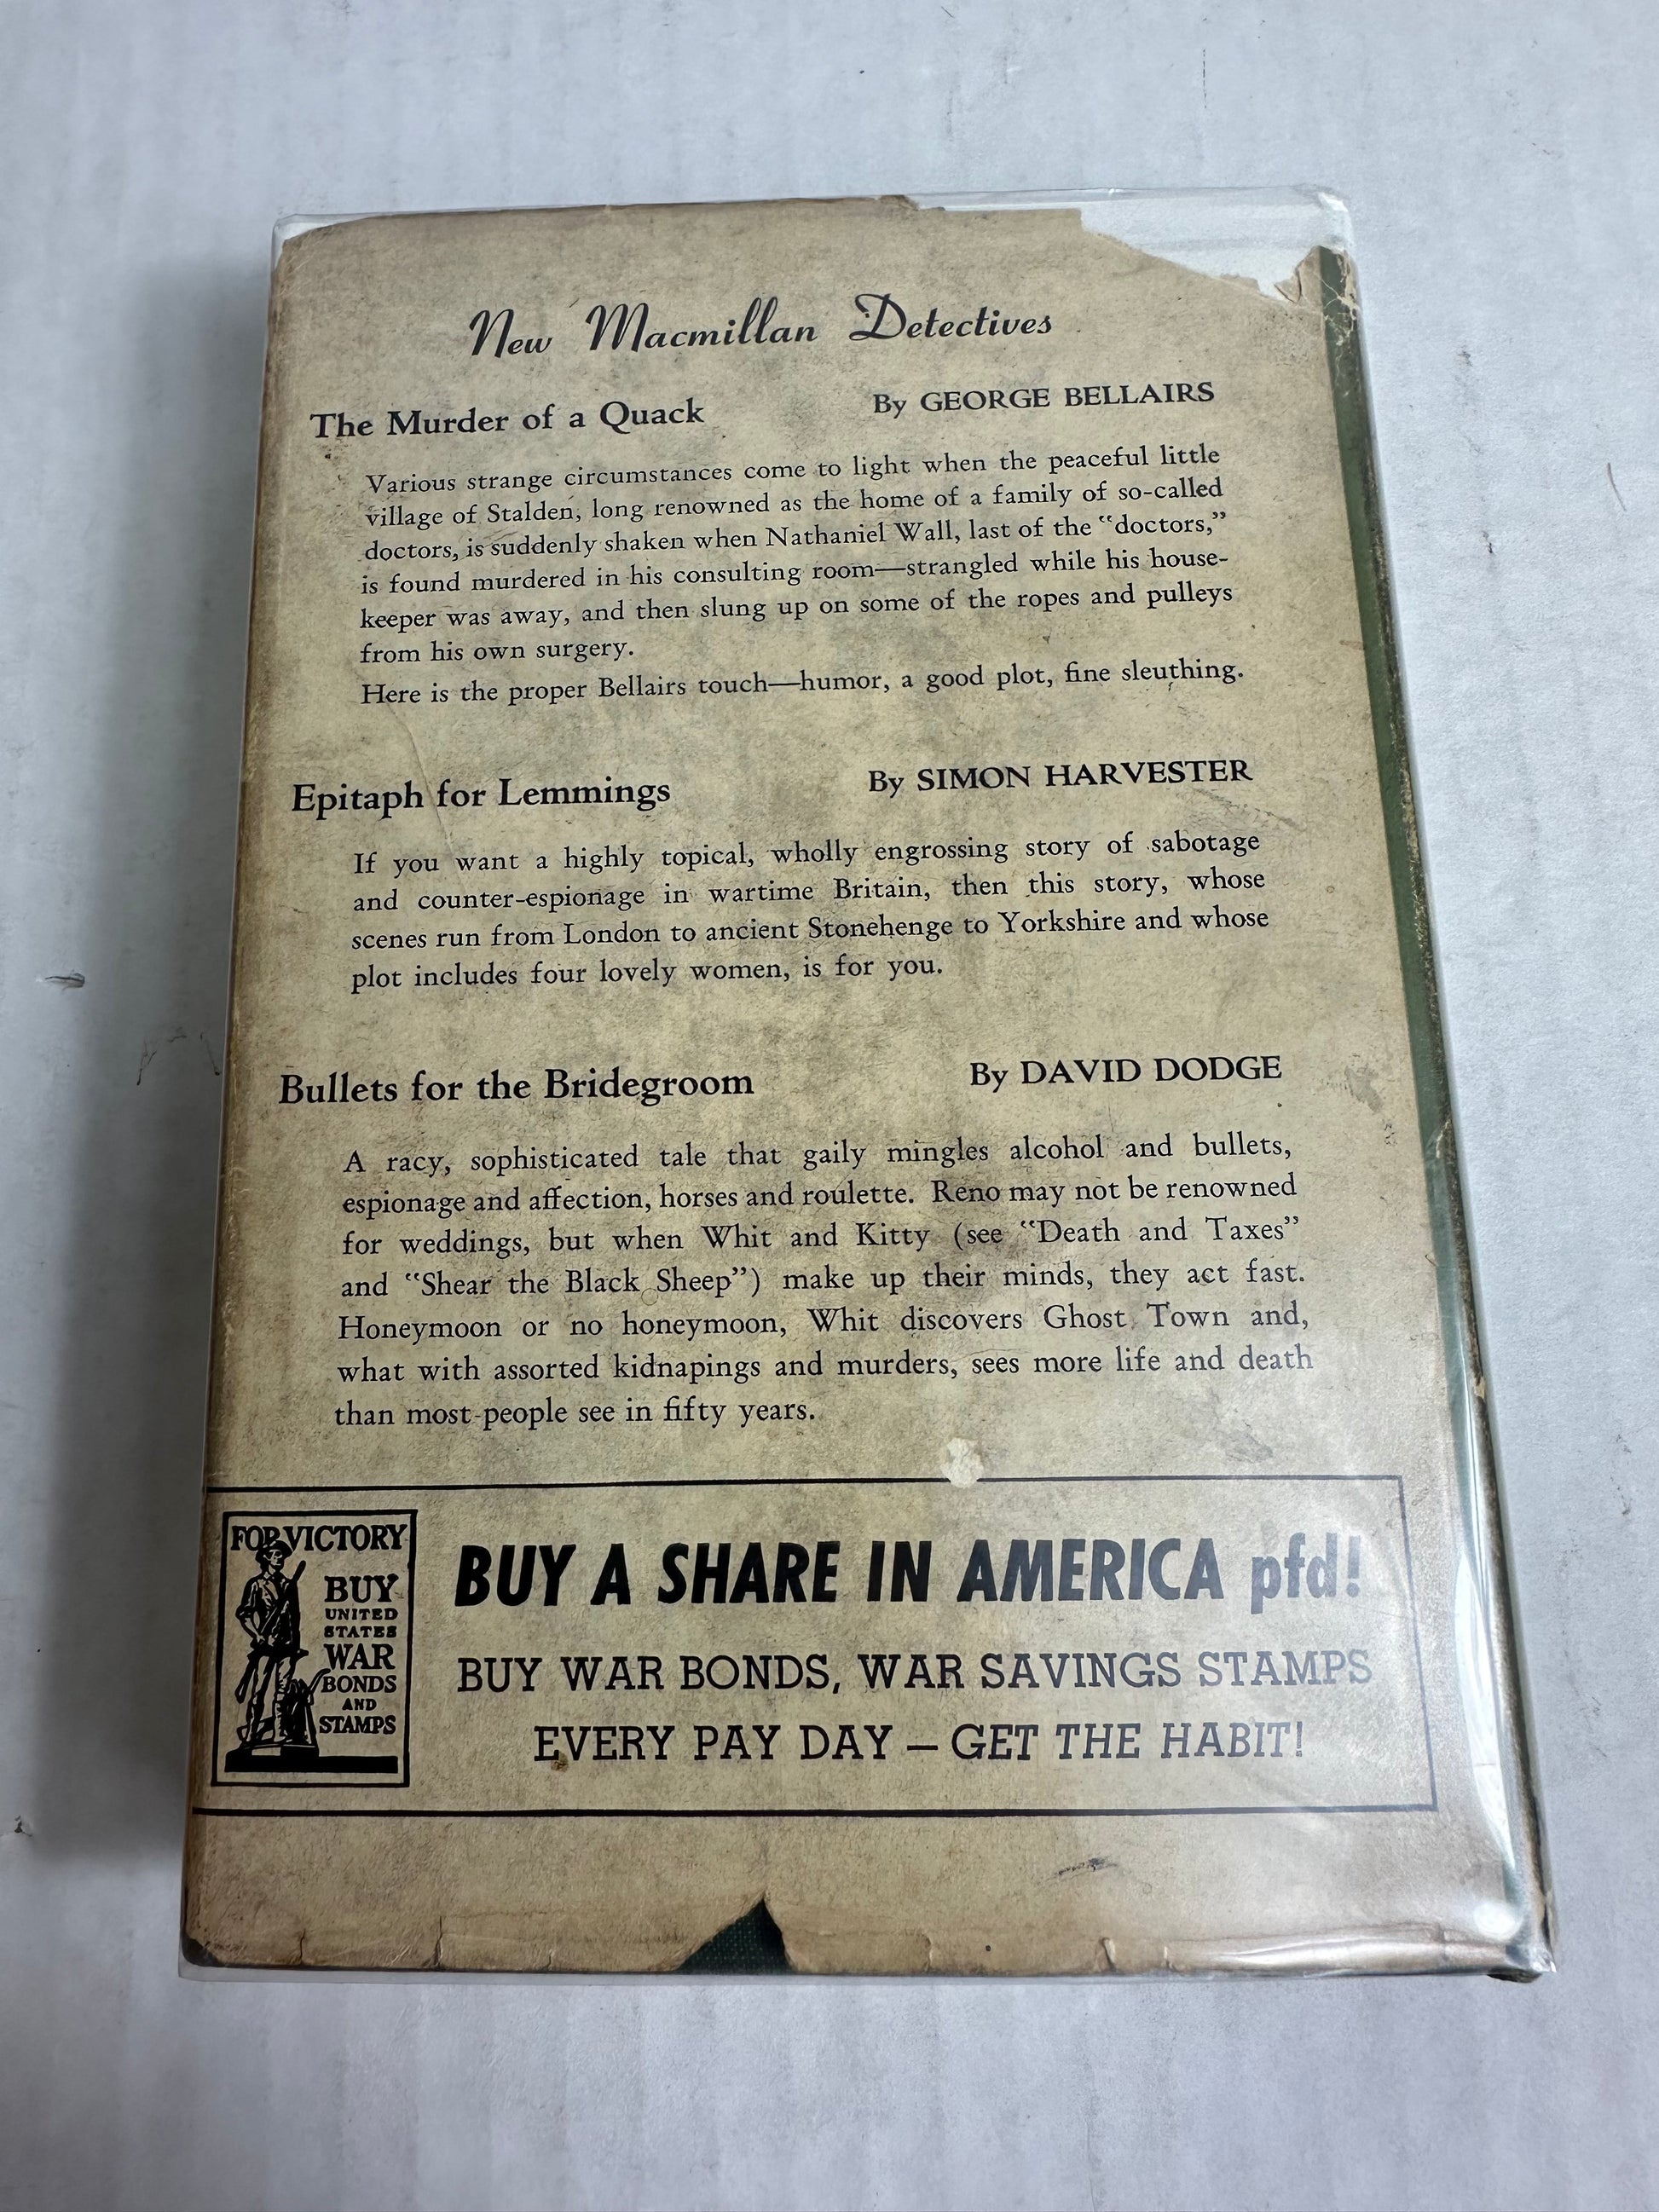 New Macmillan Detectives
The Murder of a Quack By GEORGE BELLAIRS
Various strange circumstances come to light when the peaceful little
village of Stalden, long renowned as the home of a family of so-called
doctors, is suddenly shaken when Nathaniel Wall, last of the "doctors,"
is found murdered in his consulting room—strangled while his house-
keeper was away, and then slung up on some of the ropes and pulleys
from his own surgery.
Here is the proper Bellairs touch—humor, a good plot, fine sleuthing.
Epitaph for Lemmings By SIMON HARVESTER
If you want a highly topical, wholly engrossing story of sabotage
and counter-espionage in wartime Britain, then this story, whose
scenes run from London to ancient Stonehenge to Yorkshire and whose
plot includes four lovely women, is for you.
Bullets for the Bridegroom By DAVID DODGE
A racy, sophisticated tale that gaily mingles alcohol and bullets,
espionage and affection, horses and roulette. Reno may not be renowned
for weddings, but when Whit and Kitty (see "Death and Taxes"
and "Shear the Black Sheep") make up their minds, they act fast.
Honeymoon or no honeymoon, Whit discovers Ghost Town and,
what with assorted kidnapings and murders, sees more life and death
than most people see in fifty years.
FOR VICTORY
BUY
UNITED
STATES
WAR
BONDS
AND
STAMPS
BUY A SHARE IN AMERICA pfd!
BUY WAR BONDS, WAR SAVINGS STAMPS
EVERY PAY DAY – GET THE HABIT!